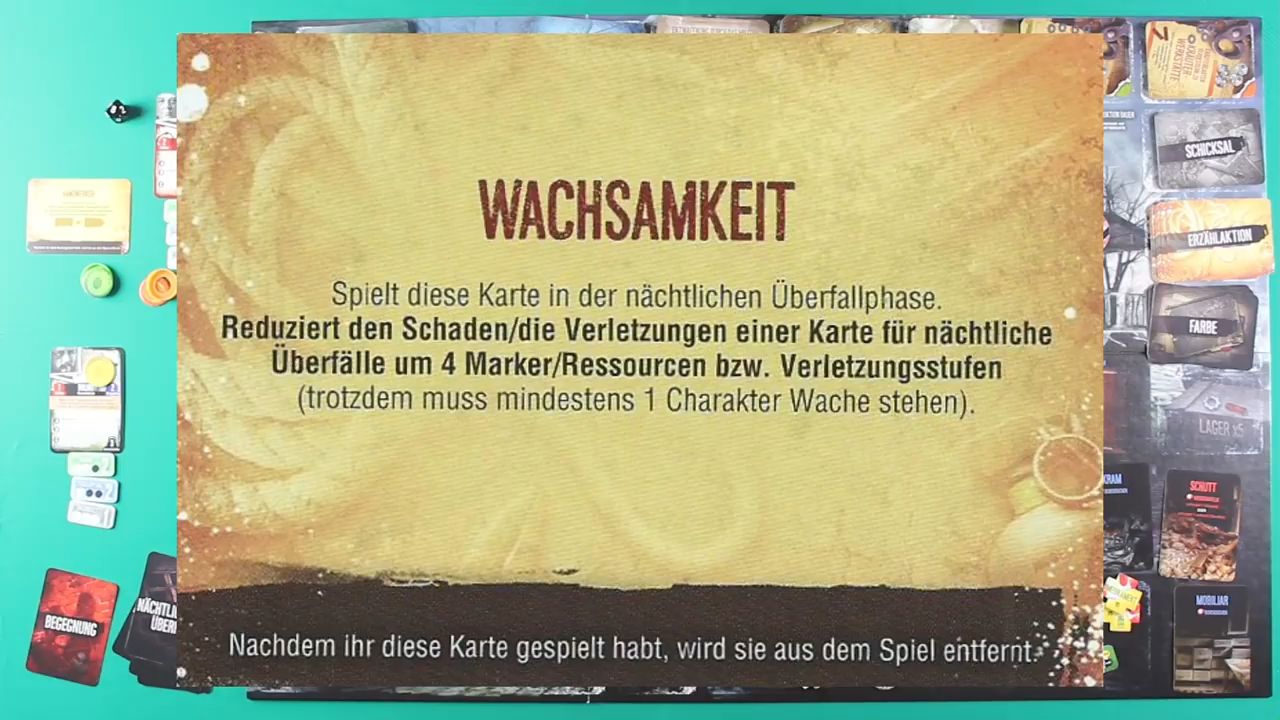 WACHSAMKEIT
Spielt diese Karte in der nächtlichen Überfallphase.
Reduziert den Schaden/die Verletzungen einer Karte für nächtliche
Überfälle um 4 Marker/Ressourcen bzw. Verletzungsstufen
(trotzdem muss mindestens 1 Charakter Wache stehen).
Nachdem ihr diese Karte gespielt habt, wird sie aus dem Spiel entfernt.
KRÄUTER-
WERKSTATT
SCHICKSAL
ERZÄHLAKTION
FARBE
LAGER x5
SCHUTT
MOBILIAR
BEGEGNUNG